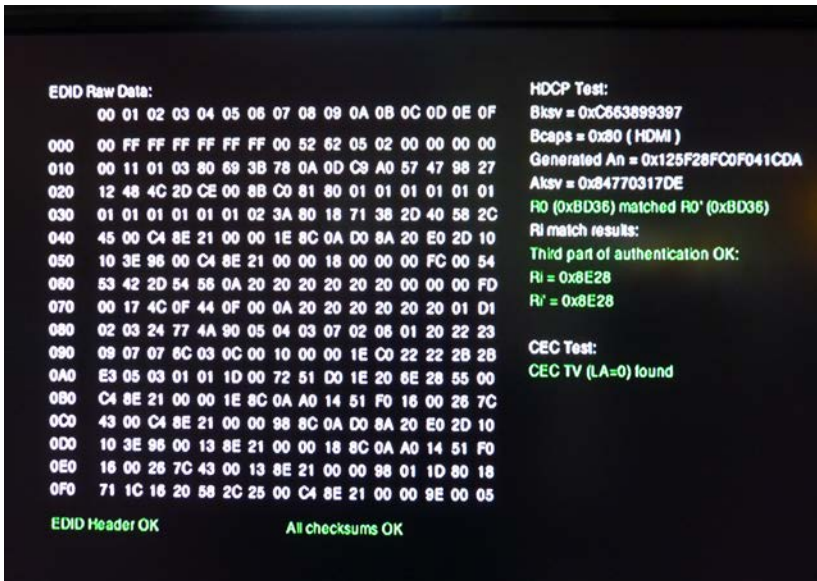 EDID Raw Data:
00 01 02 03 04 05 06 07 08 09 0A 0B 0C 0D 0E 0F
000 00 FF FF FF FF FF FF 00 52 62 05 02 00 00 00 00
010 00 11 01 03 80 69 3B 78 0A 0D C9 A0 57 47 98 27
020 12 48 4C 2D CE 00 8B C0 81 80 01 01 01 01 01 01
030 01 01 01 01 01 01 02 3A 80 18 71 38 2D 40 58 2C
040 45 00 C4 8E 21 00 00 1E 8C 0A D0 8A 20 E0 2D 10
050 10 3E 96 00 C4 8E 21 00 00 18 00 00 00 FC 00 54
060 53 42 2D 54 56 0A 20 20 20 20 20 20 00 00 00 FD
070 00 17 4C 0F 44 0F 00 0A 20 20 20 20 20 20 01 D1
080 02 03 24 77 4A 90 05 04 03 07 02 06 01 20 22 23
090 09 07 07 6C 03 0C 00 10 00 00 1E C0 22 22 2B 2B
0A0 E3 05 03 01 01 1D 00 72 51 D0 1E 20 6E 28 55 00
0B0 C4 8E 21 00 00 1E 8C 0A A0 14 51 F0 16 00 26 7C
0C0 43 00 C4 8E 21 00 00 98 8C 0A D0 8A 20 E0 2D 10
0D0 10 3E 96 00 13 8E 21 00 00 18 8C 0A A0 14 51 F0
0E0 16 00 26 7C 43 00 13 8E 21 00 00 98 01 1D 80 18
0F0 71 1C 16 20 58 2C 25 00 C4 8E 21 00 00 9E 00 05
EDID Header OK All checksums OK
HDCP Test:
Bksv = 0xC663899397
Bcaps = 0x80 ( HDMI )
Generated An = 0x125F28FC0F041CDA
Aksv = 0x84770317DE
R0 (0xBD36) matched R0' (0xBD36)
Ri match results:
Third part of authentication OK:
Ri = 0x8E28
Ri' = 0x8E28
CEC Test:
CEC TV (LA=0) found